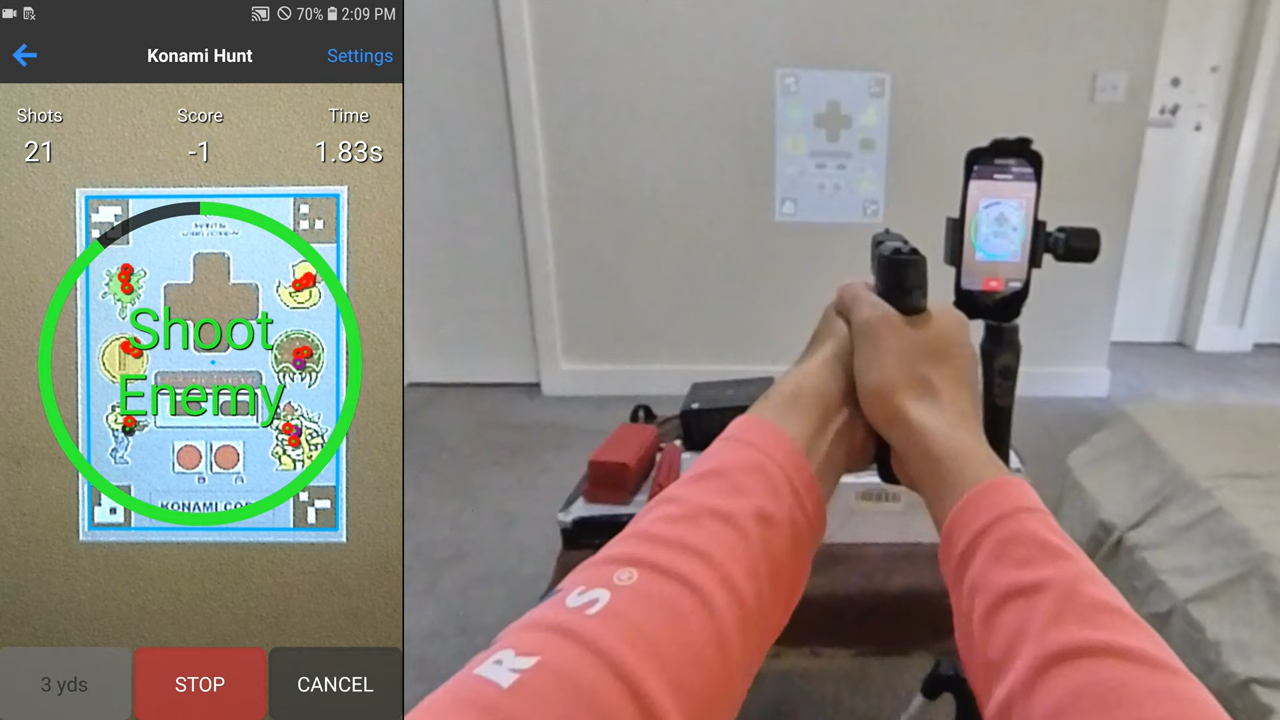 70% 2:09 PM
Konami Hunt
Settings
Shots
Score
Time
21
-1
1.83s
Shoot
Enemy
KONAMI CO
3 yds
STOP
CANCEL
R S®